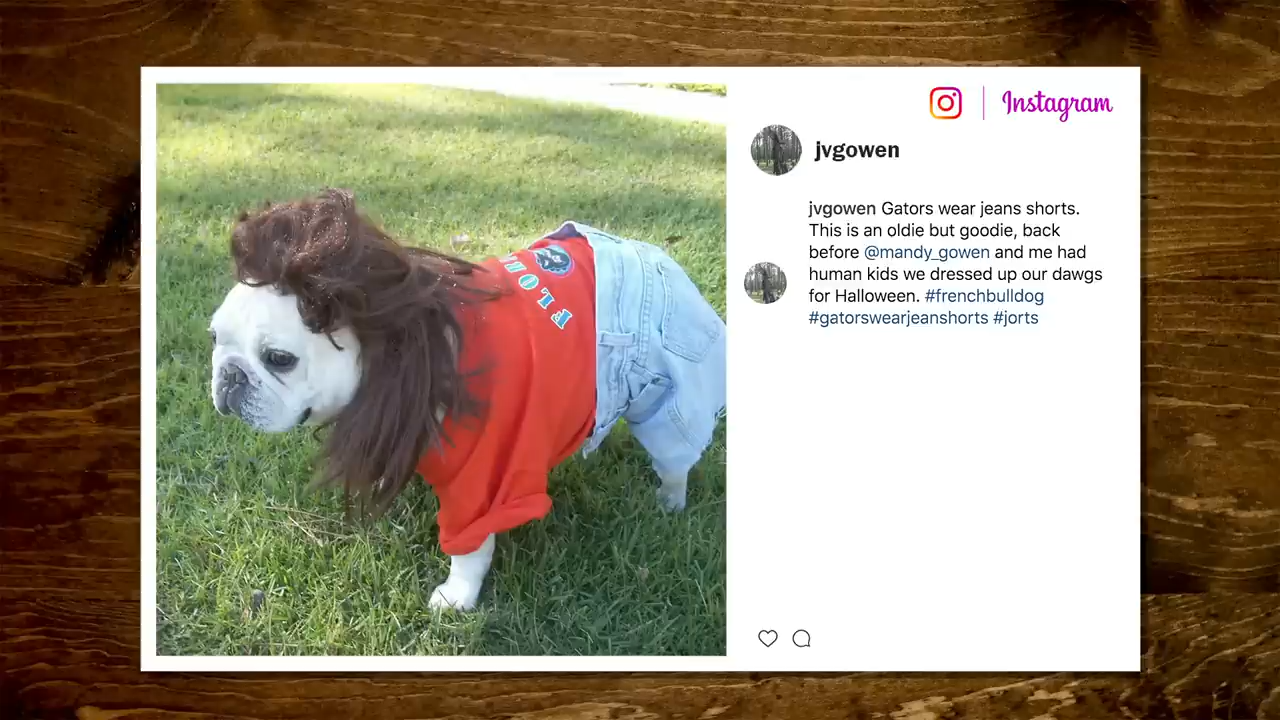 Instagram
jvgowen
jvgowen Gators wear jeans shorts.
This is an oldie but goodie, back
before @mandy_gowen and me had
human kids we dressed up our dawgs
for Halloween. #frenchbulldog
#gatorswearjeanshorts #jorts